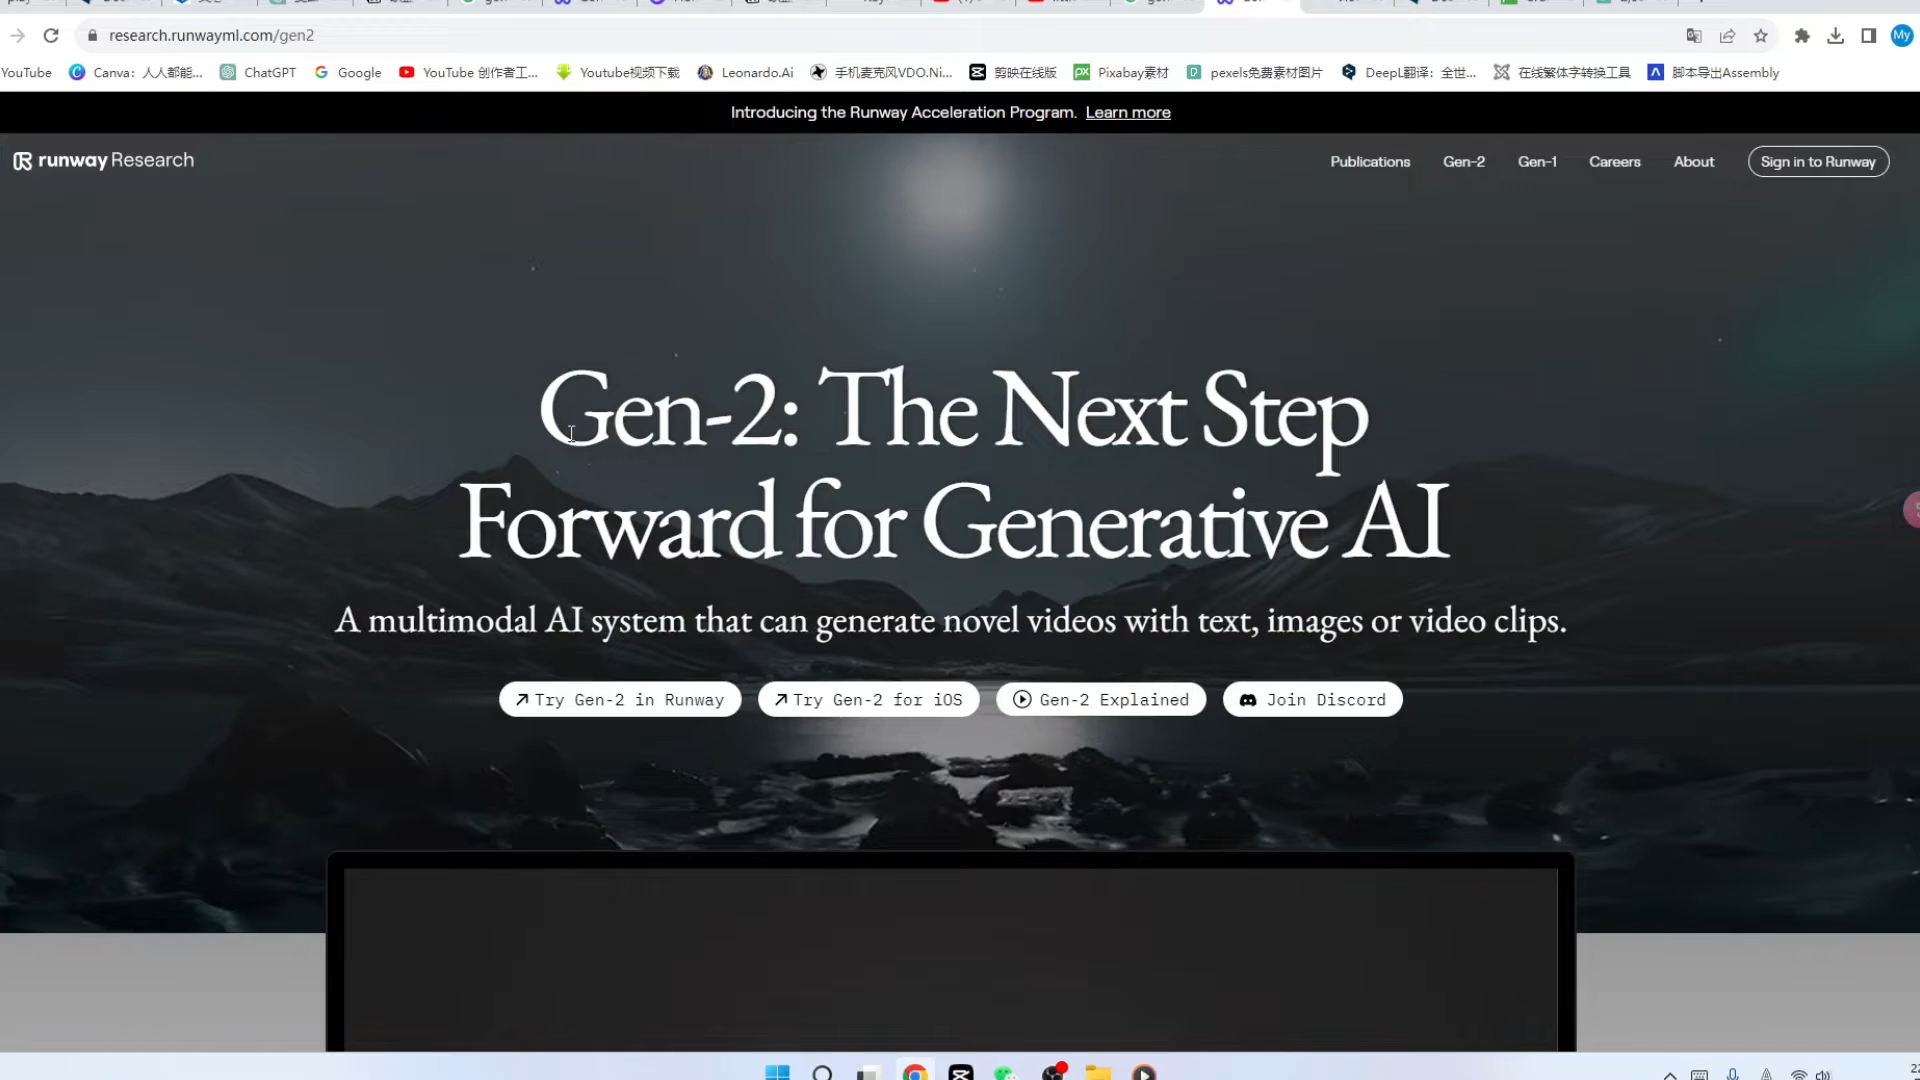 research.runwayml.com/gen2
My
YouTube
Canva：人人都能...
ChatGPT
Google
YouTube 创作者工...
Youtube视频下载
Leonardo.Ai
手机麦克风VDO.Ni...
剪映在线版
Pixabay素材
pexels免费素材图片
DeepL翻译：全世...
在线繁体字转换工具
脚本导出Assembly
Introducing the Runway Acceleration Program. Learn more
runway Research
Publications
Gen-2
Gen-1
Careers
About
Sign in to Runway
Gen-2: The Next Step
Forward for Generative AI
A multimodal AI system that can generate novel videos with text, images or video clips.
Try Gen-2 in Runway
Try Gen-2 for iOS
Gen-2 Explained
Join Discord